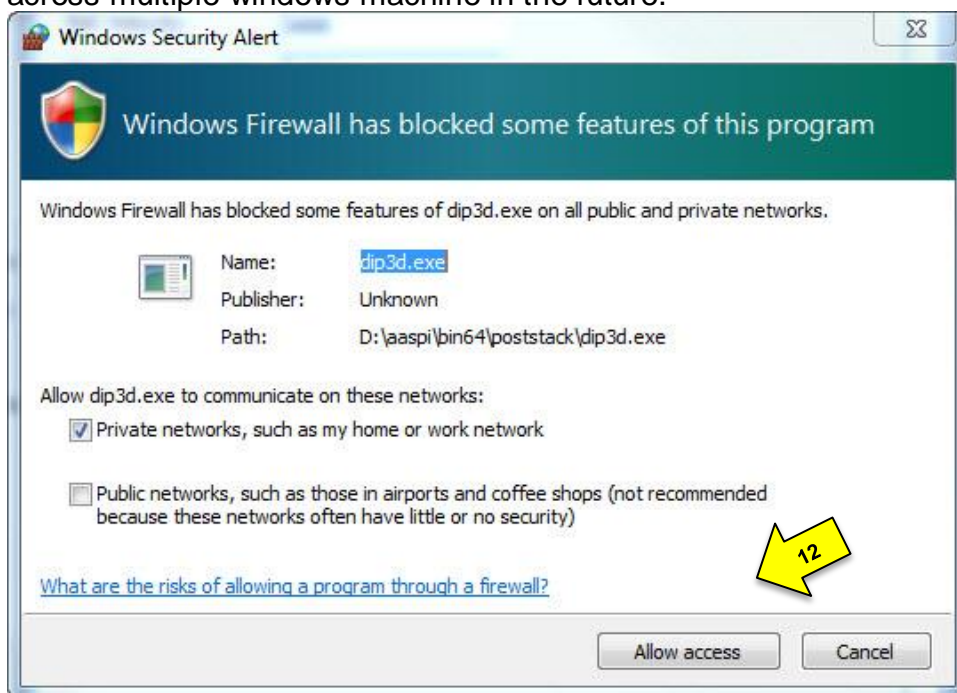 across multiple windows machine in the future.
Windows Security Alert
Windows Firewall has blocked some features of this program
Windows Firewall has blocked some features of dip3d.exe on all public and private networks.
Name: dip3d.exe
Publisher: Unknown
Path: D:\aaspi\bin64\poststack\dip3d.exe
Allow dip3d.exe to communicate on these networks:
Private networks, such as my home or work network
Public networks, such as those in airports and coffee shops (not recommended
because these networks often have little or no security)
12
What are the risks of allowing a program through a firewall?
Allow access Cancel